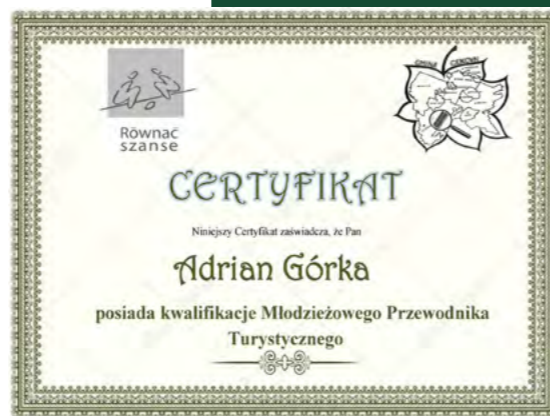 Równać
szanse
CERTYFIKAT
Niniejszy Certyfikat zaświadcza, że Pan
Adrian Górka
posiada kwalifikacje Młodzieżowego Przewodnika
Turystycznego